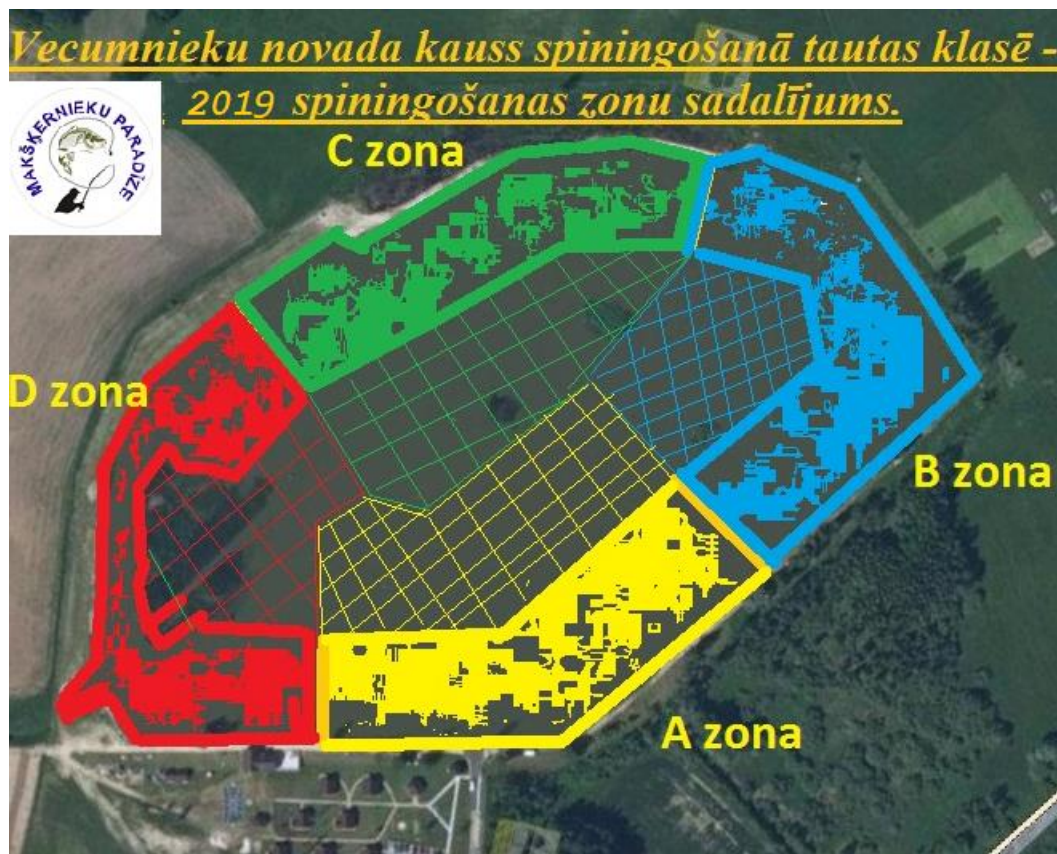 Vecumnieku novada kauss spiningošanā tautas klasē -
2019 spiningošanas zonu sadalījums.
MAKŠĶERNIEKU PARADĪZE
C zona
D zona
B zona
A zona